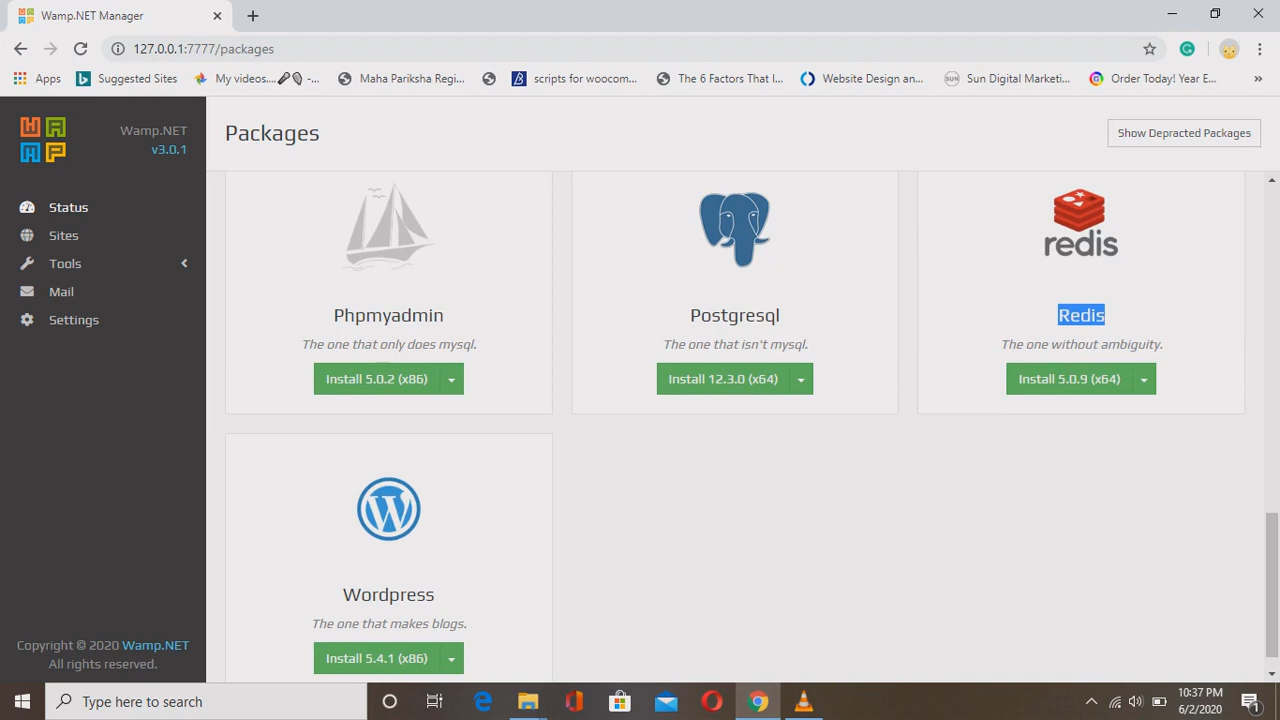 Wamp.NET Manager
127.0.0.1:7777/packages
Apps
Suggested Sites
My videos....🎤 -...
Maha Pariksha Regi...
scripts for woocom...
The 6 Factors That I...
Website Design an...
SUN
Sun Digital Marketi...
Order Today! Year E...
WAMP
Wamp.NET
v3.0.1
Status
Sites
Tools
Mail
Settings
Copyright © 2020 Wamp.NET
All rights reserved.
Packages
Show Depracted Packages
redis
Phpmyadmin
The one that only does mysql.
Install 5.0.2 (x86)
Postgresql
The one that isn't mysql.
Install 12.3.0 (x64)
Redis
The one without ambiguity.
Install 5.0.9 (x64)
Wordpress
The one that makes blogs.
Install 5.4.1 (x86)
Type here to search
10:37 PM
6/2/2020
1